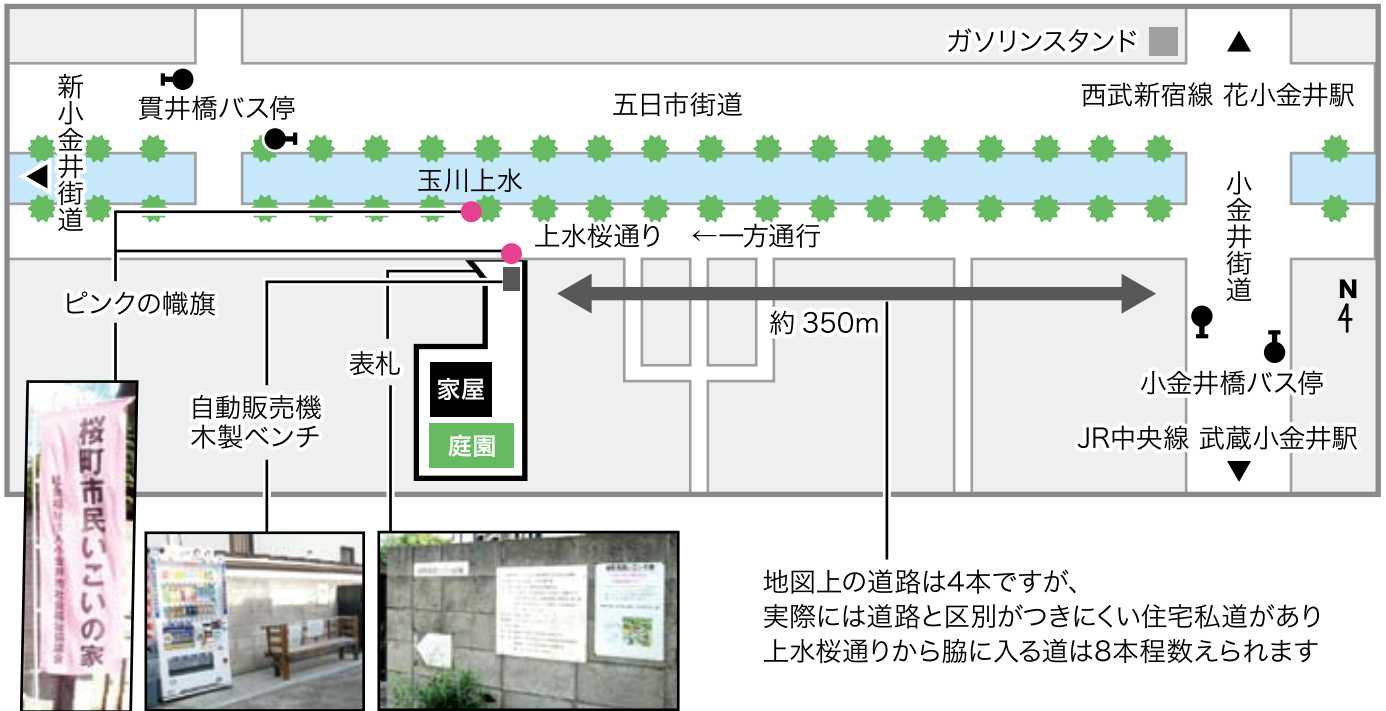 ガソリンスタンド
新小金井街道
貫井橋バス停
五日市街道
西武新宿線 花小金井駅
玉川上水
小金井街道
上水桜通り ←一方通行
ピンクの幟旗
約 350m
N
表札
家屋
小金井橋バス停
自動販売機
木製ベンチ
庭園
JR中央線 武蔵小金井駅
桜町市民いこいの家
地図上の道路は4本ですが、
実際には道路と区別がつきにくい住宅私道があり
上水桜通りから脇に入る道は8本程数えられます